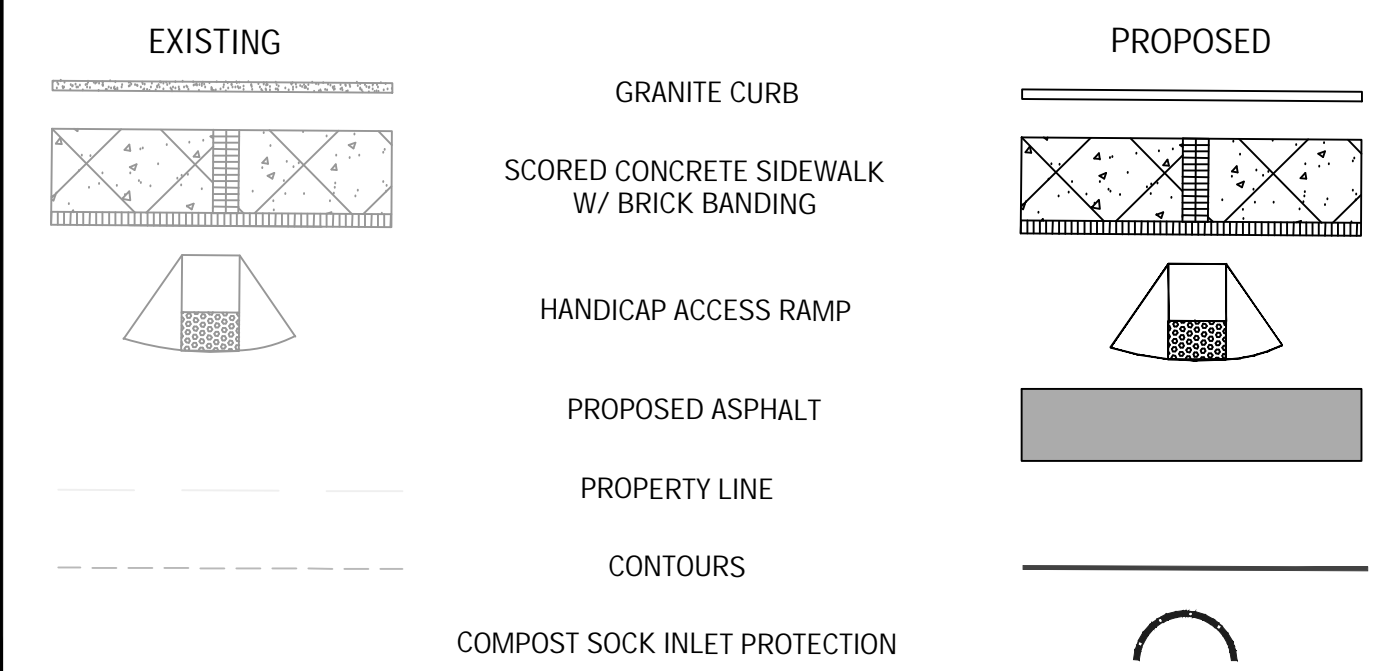 EXISTING
PROPOSED
GRANITE CURB
SCORED CONCRETE SIDEWALK
W/ BRICK BANDING
HANDICAP ACCESS RAMP
PROPOSED ASPHALT
PROPERTY LINE
CONTOURS
COMPOST SOCK INLET PROTECTION